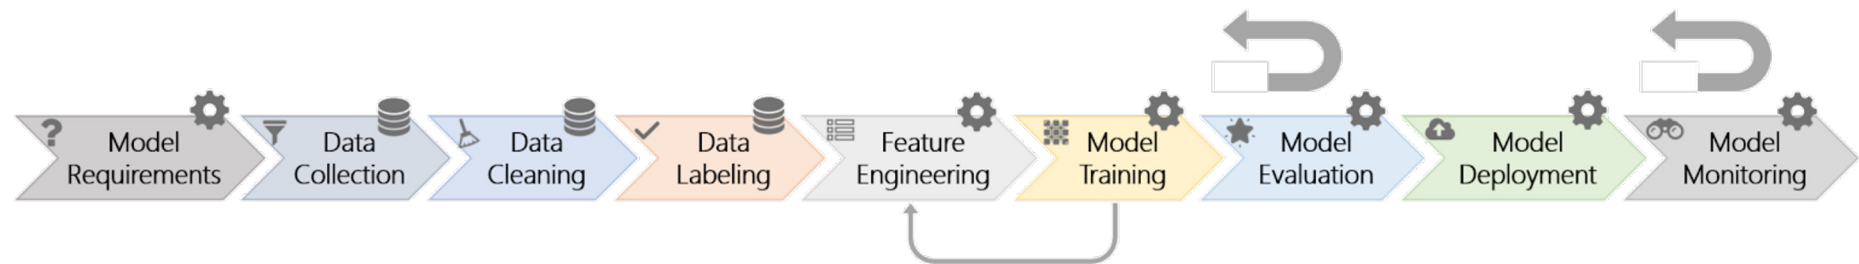 Model
Requirements
Data
Collection
Data
Cleaning
Data
Labeling
Feature
Engineering
Model
Training
Model
Evaluation
Model
Deployment
Model
Monitoring